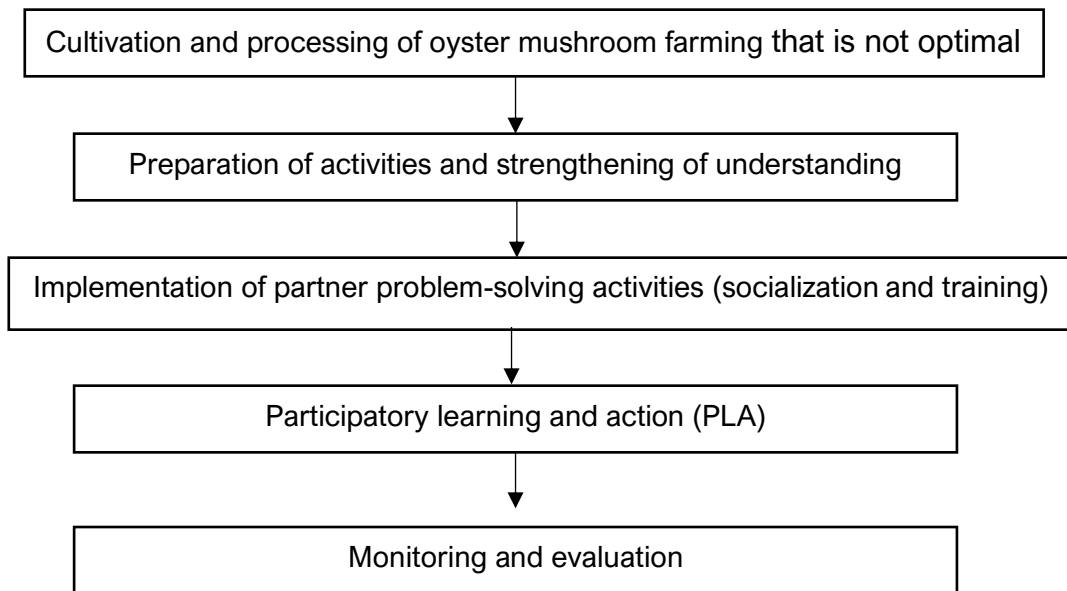 Cultivation and processing of oyster mushroom farming that is not optimal
Preparation of activities and strengthening of understanding
Implementation of partner problem-solving activities (socialization and training)
Participatory learning and action (PLA)
Monitoring and evaluation